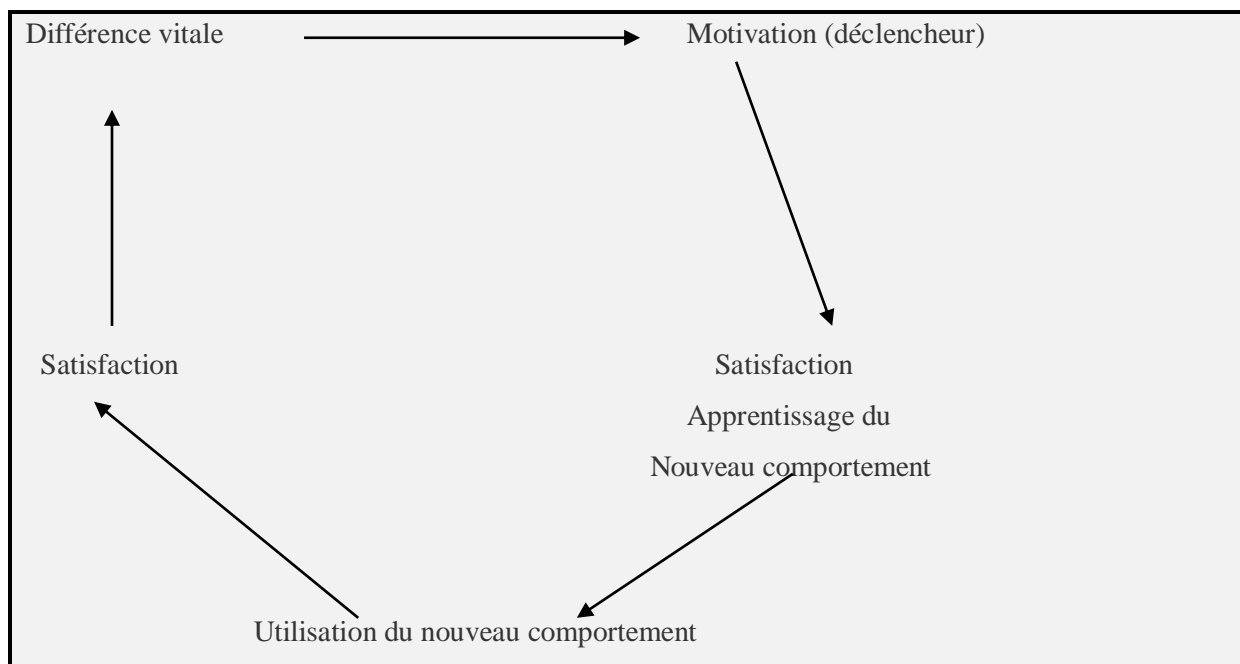 Différence vitale
Motivation (déclencheur)
Satisfaction
Satisfaction
Apprentissage du
Nouveau comportement
Utilisation du nouveau comportement